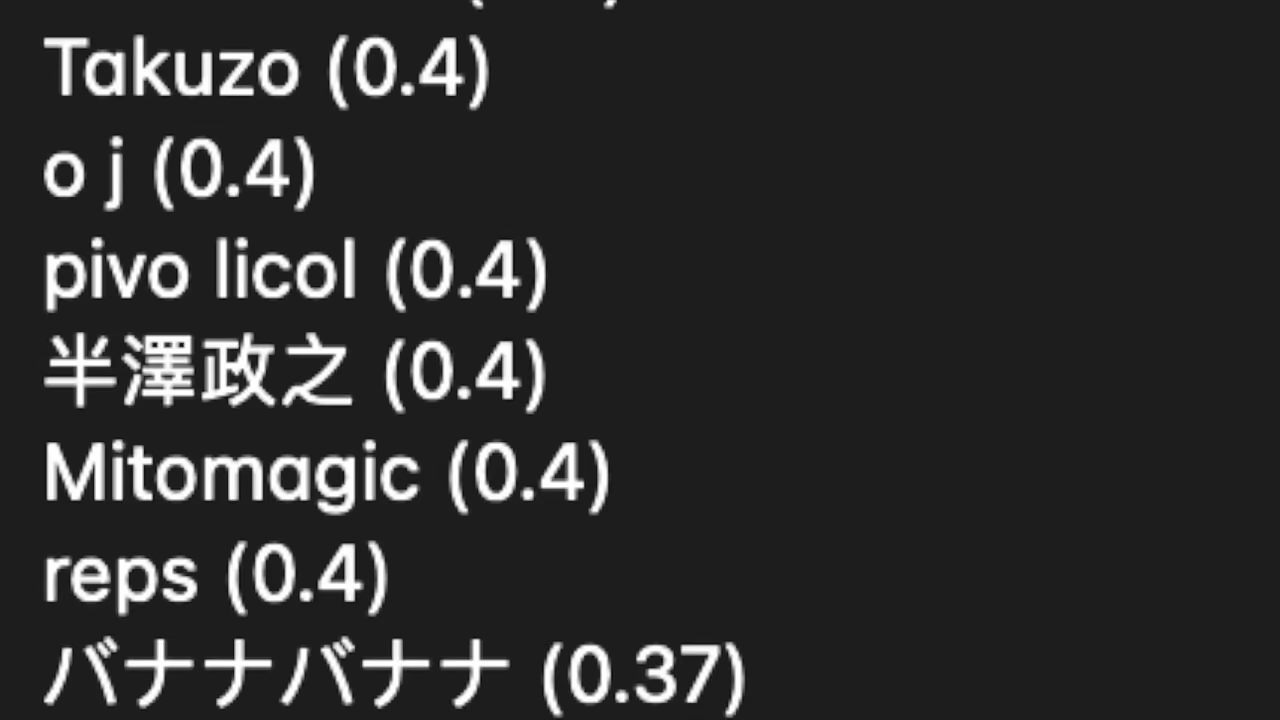 Takuzo (0.4)
o j (0.4)
pivo licol (0.4)
半澤政之 (0.4)
Mitomagic (0.4)
reps (0.4)
バナナバナナ (0.37)